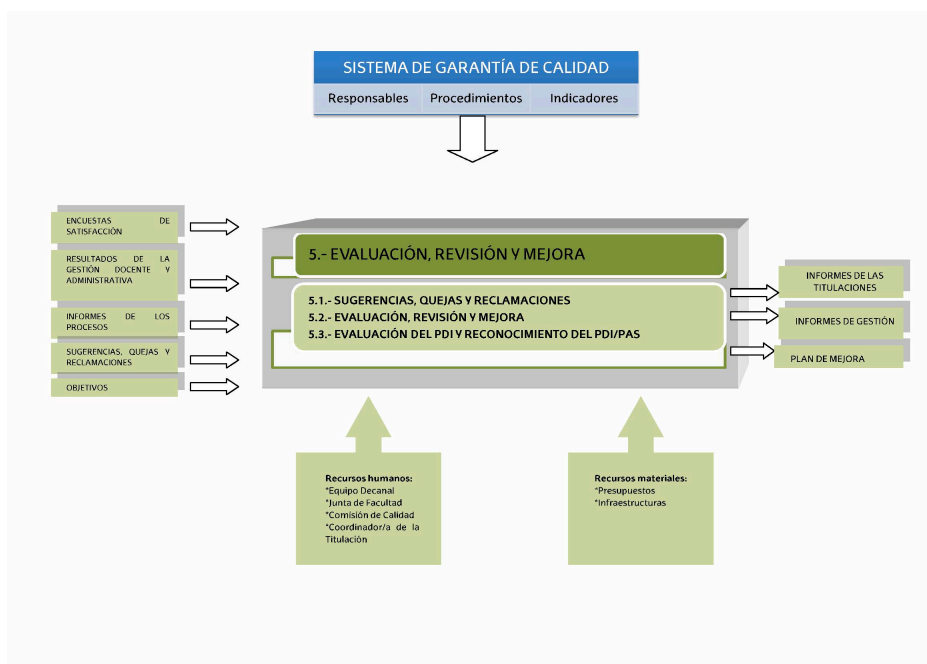 SISTEMA DE GARANTÍA DE CALIDAD
Responsables Procedimientos Indicadores
ENCUESTAS DE
SATISFACCIÓN
RESULTADOS DE LA
GESTIÓN DOCENTE Y
ADMINISTRATIVA
INFORMES DE LOS
PROCESOS
SUGERENCIAS, QUEJAS Y
RECLAMACIONES
OBJETIVOS
5.- EVALUACIÓN, REVISIÓN Y MEJORA
5.1.- SUGERENCIAS, QUEJAS Y RECLAMACIONES
5.2.- EVALUACIÓN, REVISIÓN Y MEJORA
5.3.- EVALUACIÓN DEL PDI Y RECONOCIMIENTO DEL PDI/PAS
INFORMES DE LAS
TITULACIONES
INFORMES DE GESTIÓN
PLAN DE MEJORA
Recursos humanos:
*Equipo Decanal
*Junta de Facultad
*Comisión de Calidad
*Coordinador/a de la
Titulación
Recursos materiales:
*Presupuestos
*Infraestructuras